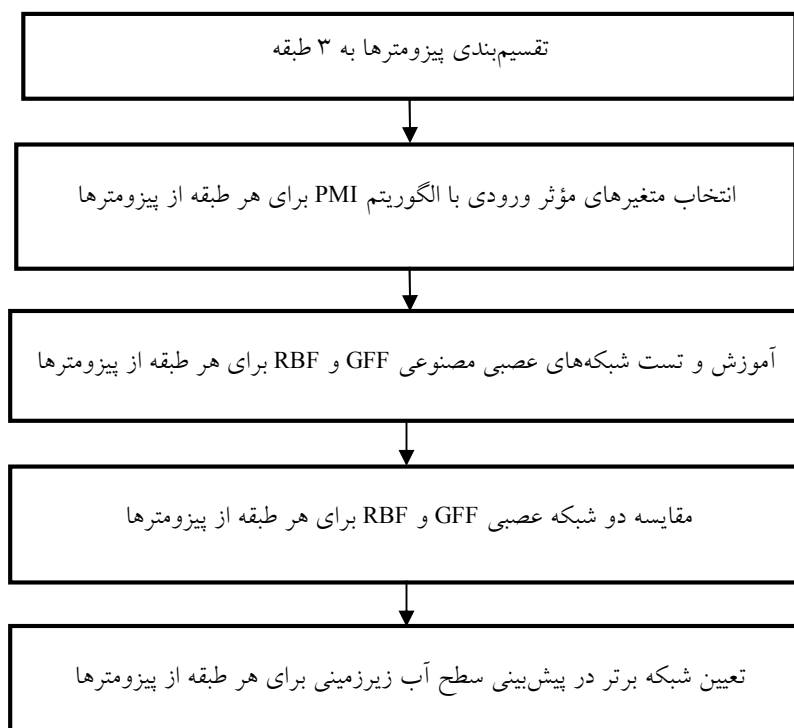 تقسیم‌بندی پیزومترها به ۳ طبقه
انتخاب متغیرهای مؤثر ورودی با الگوریتم PMI برای هر طبقه از پیزومترها
آموزش و تست شبکه‌های عصبی مصنوعی GFF و RBF برای هر طبقه از پیزومترها
مقایسه دو شبکه عصبی GFF و RBF برای هر طبقه از پیزومترها
تعیین شبکه برتر در پیش‌بینی سطح آب زیرزمینی برای هر طبقه از پیزومترها